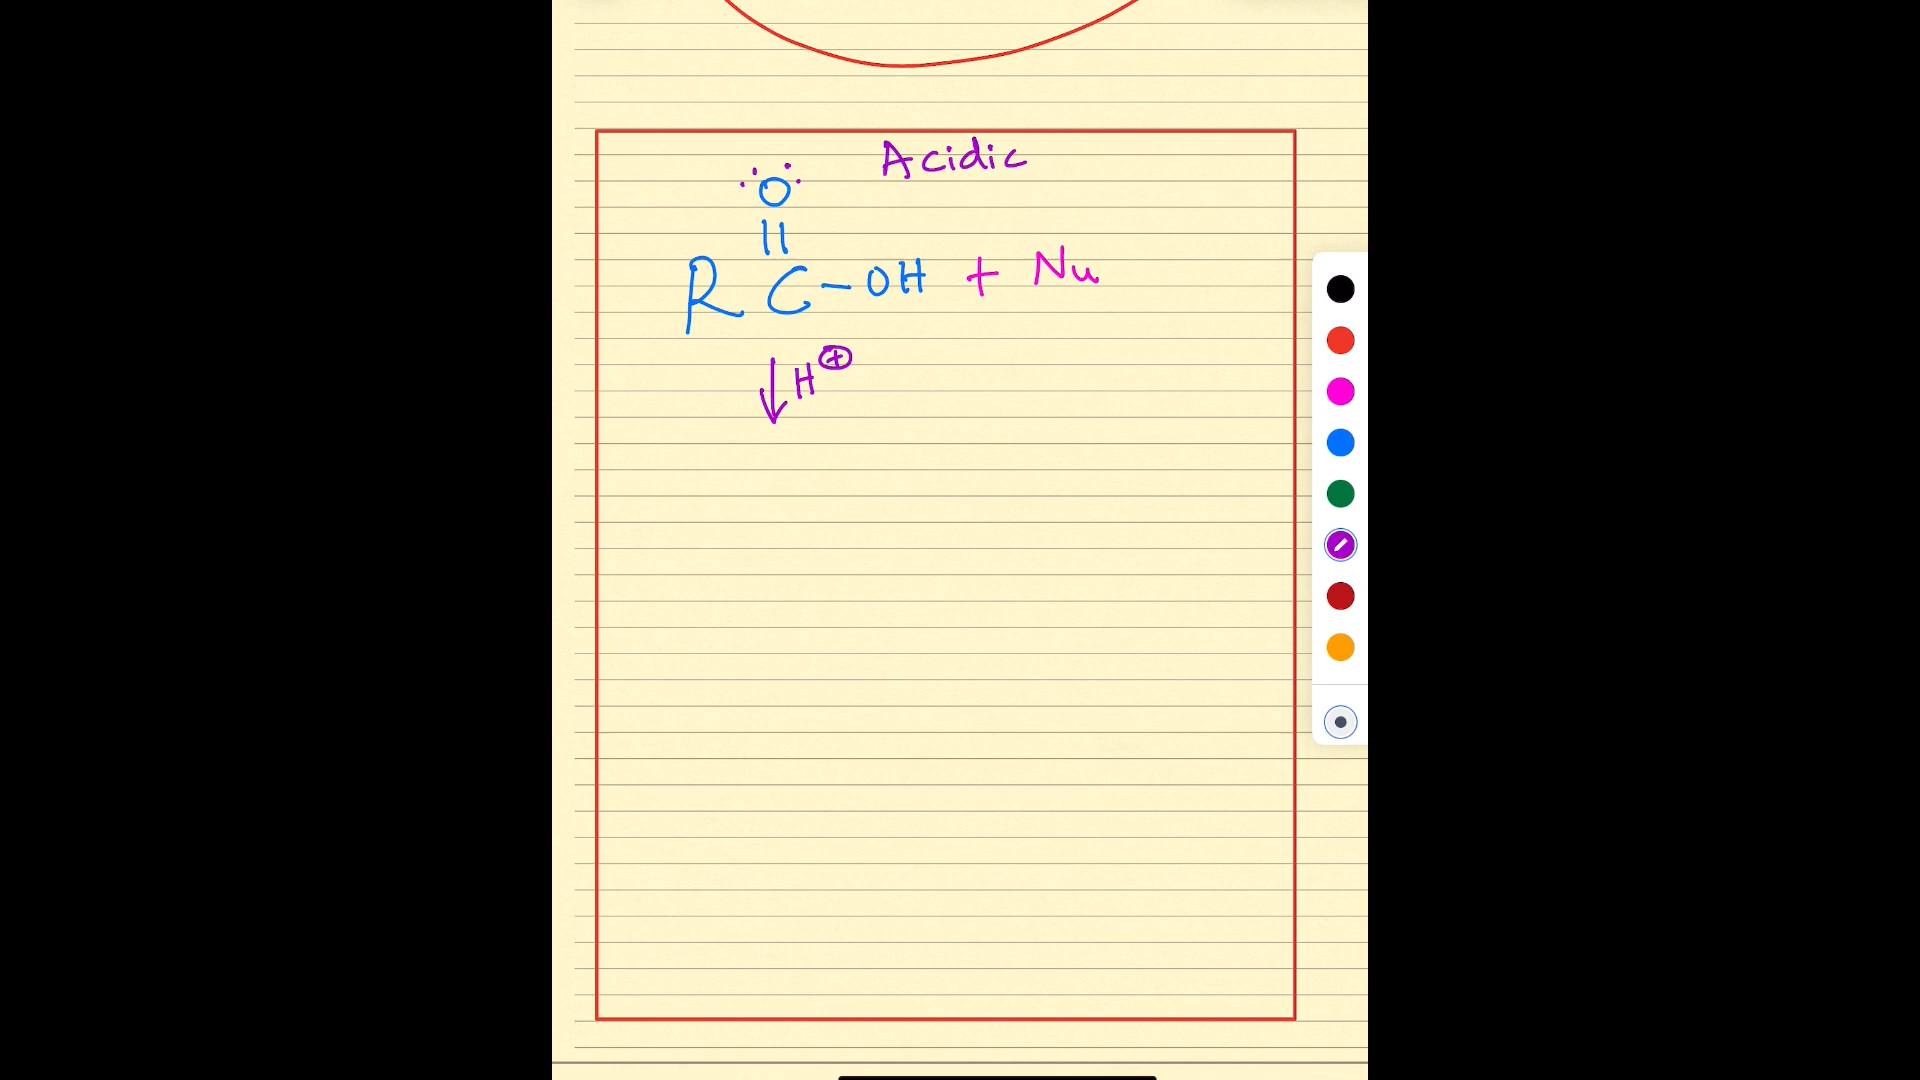 Acidic
:O:
||
R C-OH + Nu
↓ H⊕